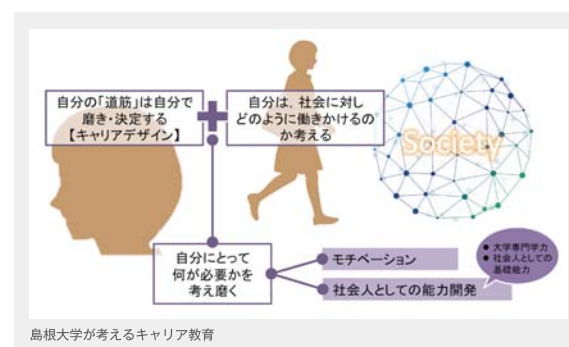 自分の「道筋」は自分で
磨き・決定する
【キャリアデザイン】
自分は，社会に対し
どのように働きかけるの
か考える
Society
自分にとって
何が必要かを
考え磨く
モチベーション
社会人としての能力開発
● 大学専門学力
● 社会人としての
基礎能力
島根大学が考えるキャリア教育